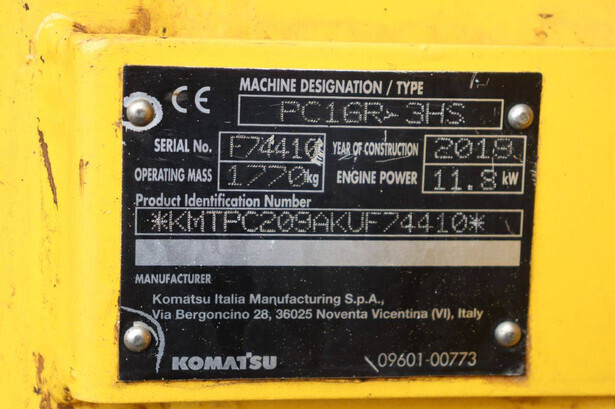 CE
MACHINE DESIGNATION / TYPE
PC16R-3HS
SERIAL No. F74410 YEAR OF CONSTRUCTION 2018
OPERATING MASS 1770 kg ENGINE POWER 11.8 kW
Product Identification Number
*KMTPC209AKUF74410*
MANUFACTURER
Komatsu Italia Manufacturing S.p.A.,
Via Bergoncino 28, 36025 Noventa Vicentina (VI), Italy
KOMATSU 09601-00773